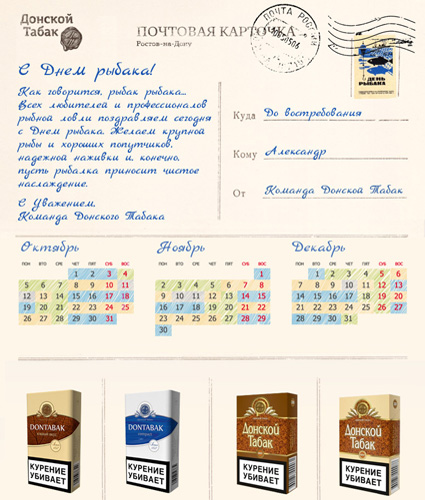 Донской
Табак
ПОЧТОВАЯ КАРТОЧКА
Ростов-на-Дону
ПОЧТА РОССИИ
ДЕНЬ
РЫБАКА
С Днем рыбака!
Как говорится, рыбак рыбака...
Всех любителей и профессионалов
рыбной ловли поздравляем сегодня
с Днем рыбака. Желаем крупной
рыбы и хороших попутчиков,
надежной наживки и, конечно,
пусть рыбалка приносит чистое
наслаждение.
С Уважением,
Команда Донского Табака
Куда До востребования
Кому Александр
От Команда Донской Табак
Октябрь
ПОН ВТО СРЕ ЧЕТ ПЯТ СУБ ВОС
1 2 3 4
5 6 7 8 9 10 11
12 13 14 15 16 17 18
19 20 21 22 23 24 25
26 27 28 29 30 31
Ноябрь
ПОН ВТО СРЕ ЧЕТ ПЯТ СУБ ВОС
1
2 3 4 5 6 7 8
9 10 11 12 13 14 15
16 17 18 19 20 21 22
23 24 25 26 27 28 29
30
Декабрь
ПОН ВТО СРЕ ЧЕТ ПЯТ СУБ ВОС
1 2 3 4 5 6
7 8 9 10 11 12 13
14 15 16 17 18 19 20
21 22 23 24 25 26 27
28 29 30 31
DONTABAK
КУРЕНИЕ
УБИВАЕТ
DONTABAK
КУРЕНИЕ
УБИВАЕТ
Донской
Табак
КУРЕНИЕ
УБИВАЕТ
Донской
Табак
КУРЕНИЕ
УБИВАЕТ